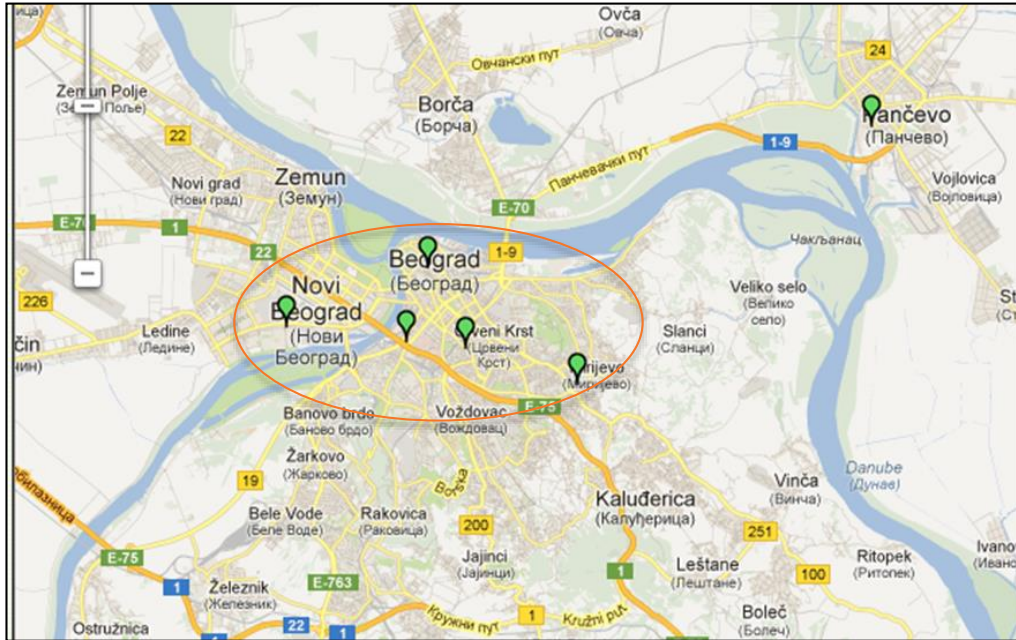 Ovča
(Овча)
24
Овчански пут
Zemun Polje
Borča
(Борча)
Pančevo
(Панчево)
22
1-9
Панчевачки пут
Zemun
(Земун)
Novi grad
(Нови град)
Vojlovica
(Војловица)
E-70
E-70
1
22
1-9
Чакљанац
Beograd
(Београд)
Novi
Beograd
(Нови
Београд)
Veliko selo
(Велико
село)
226
Ledine
(Ледине)
Crveni Krst
(Црвени
Крст)
Slanci
(Сланци)
Mirijevo
(Миријево)
čin
чин)
Banovo brdo
(Баново брдо)
Voždovac
(Вождовац)
E-75
Žarkovo
(Жарково)
19
Danube
(Дунав)
Vinča
(Винча)
Kaluđerica
(Калуђерица)
обилазница
Bele Vode
(Беле Воде)
Rakovica
(Раковица)
200
251
E-75
Jajinci
(Јајинци)
Leštane
(Лештане)
Ritopek
(Ритопек)
1
100
1
Železnik
(Железник)
E-763
Kružni put
Кружни пут
1
Boleč
(Болеч)
Ostružnica
22
1
1